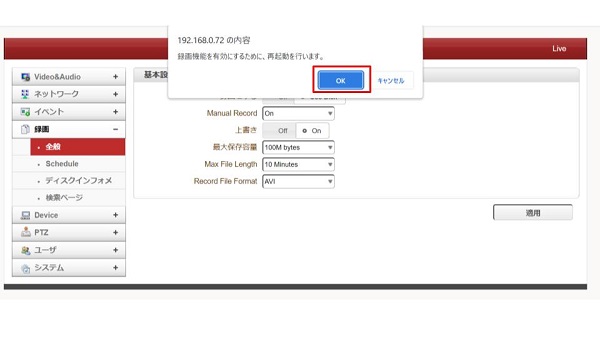 192.168.0.72 の内容
録画機能を有効にするために、再起動を行います。
OK
キャンセル
Live
Video&Audio +
ネットワーク +
イベント +
録画 −
全般
Schedule
ディスクインフォメ
検索ページ
Device +
PTZ +
ユーザ +
システム +
基本設
Manual Record On
上書き Off On
最大保存容量 100M bytes
Max File Length 10 Minutes
Record File Format AVI
適用